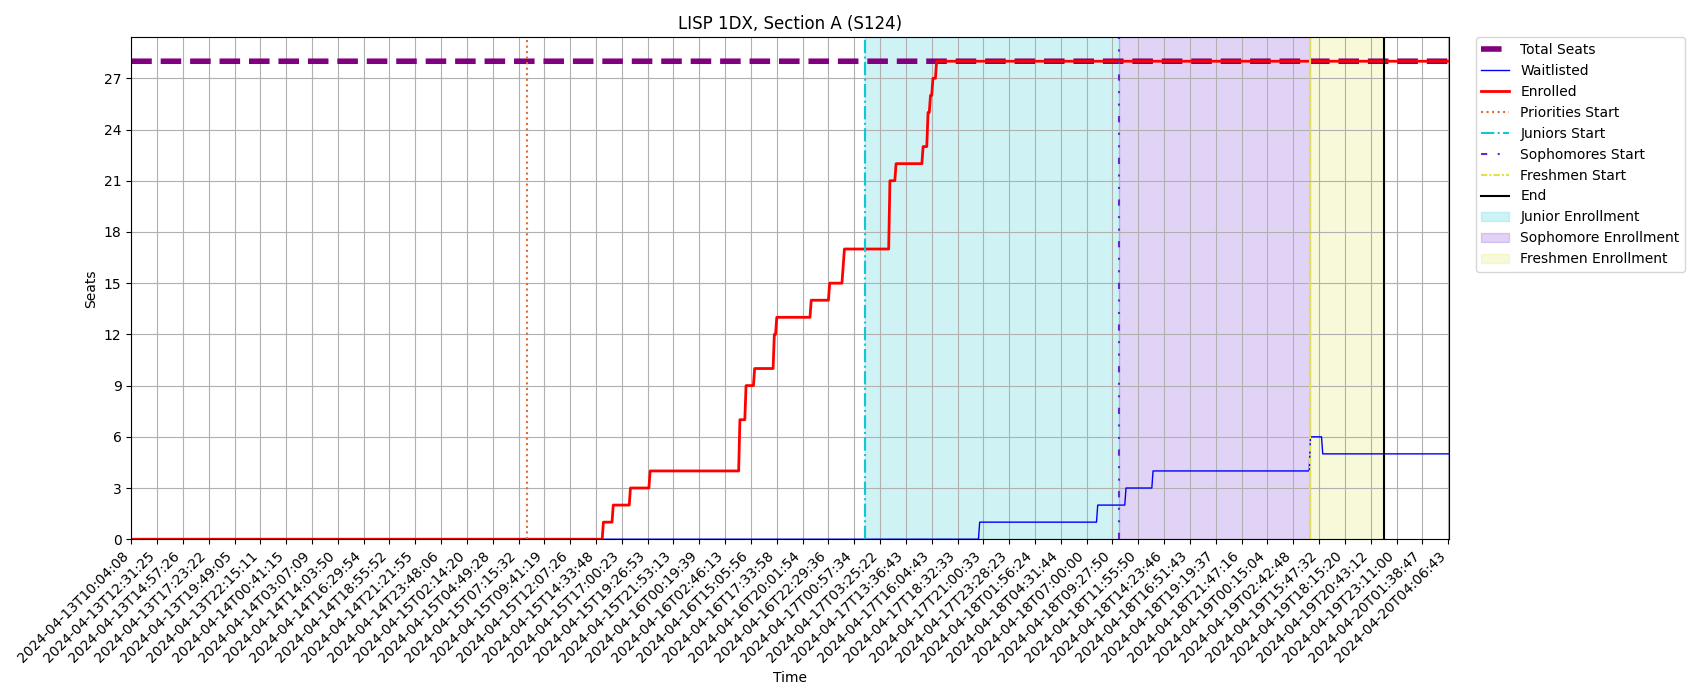 LISP 1DX, Section A (S124)
Total Seats
Waitlisted
Enrolled
Priorities Start
Juniors Start
Sophomores Start
Freshmen Start
End
Junior Enrollment
Sophomore Enrollment
Freshmen Enrollment
Seats
27
24
21
18
15
12
9
6
3
0
2024-04-13T10:04:08
2024-04-13T12:31:25
2024-04-13T14:57:26
2024-04-13T17:23:22
2024-04-13T19:49:05
2024-04-13T22:15:11
2024-04-14T00:41:15
2024-04-14T03:07:09
2024-04-14T14:03:50
2024-04-14T16:29:54
2024-04-14T18:55:52
2024-04-14T21:21:55
2024-04-14T23:48:06
2024-04-15T02:14:20
2024-04-15T04:49:28
2024-04-15T07:15:32
2024-04-15T09:41:19
2024-04-15T12:07:26
2024-04-15T14:33:48
2024-04-15T17:00:23
2024-04-15T19:26:53
2024-04-15T21:53:13
2024-04-16T00:19:39
2024-04-16T02:46:13
2024-04-16T15:05:56
2024-04-16T17:33:58
2024-04-16T20:01:54
2024-04-16T22:29:36
2024-04-17T00:57:34
2024-04-17T03:25:22
2024-04-17T13:36:43
2024-04-17T16:04:43
2024-04-17T18:32:33
2024-04-17T21:00:33
2024-04-17T23:28:23
2024-04-18T01:56:24
2024-04-18T04:31:44
2024-04-18T07:00:00
2024-04-18T09:27:50
2024-04-18T11:55:50
2024-04-18T14:23:46
2024-04-18T16:51:43
2024-04-18T19:19:37
2024-04-18T21:47:16
2024-04-19T00:15:04
2024-04-19T02:42:48
2024-04-19T15:47:32
2024-04-19T18:15:20
2024-04-19T20:43:12
2024-04-19T23:11:00
2024-04-20T01:38:47
2024-04-20T04:06:43
Time